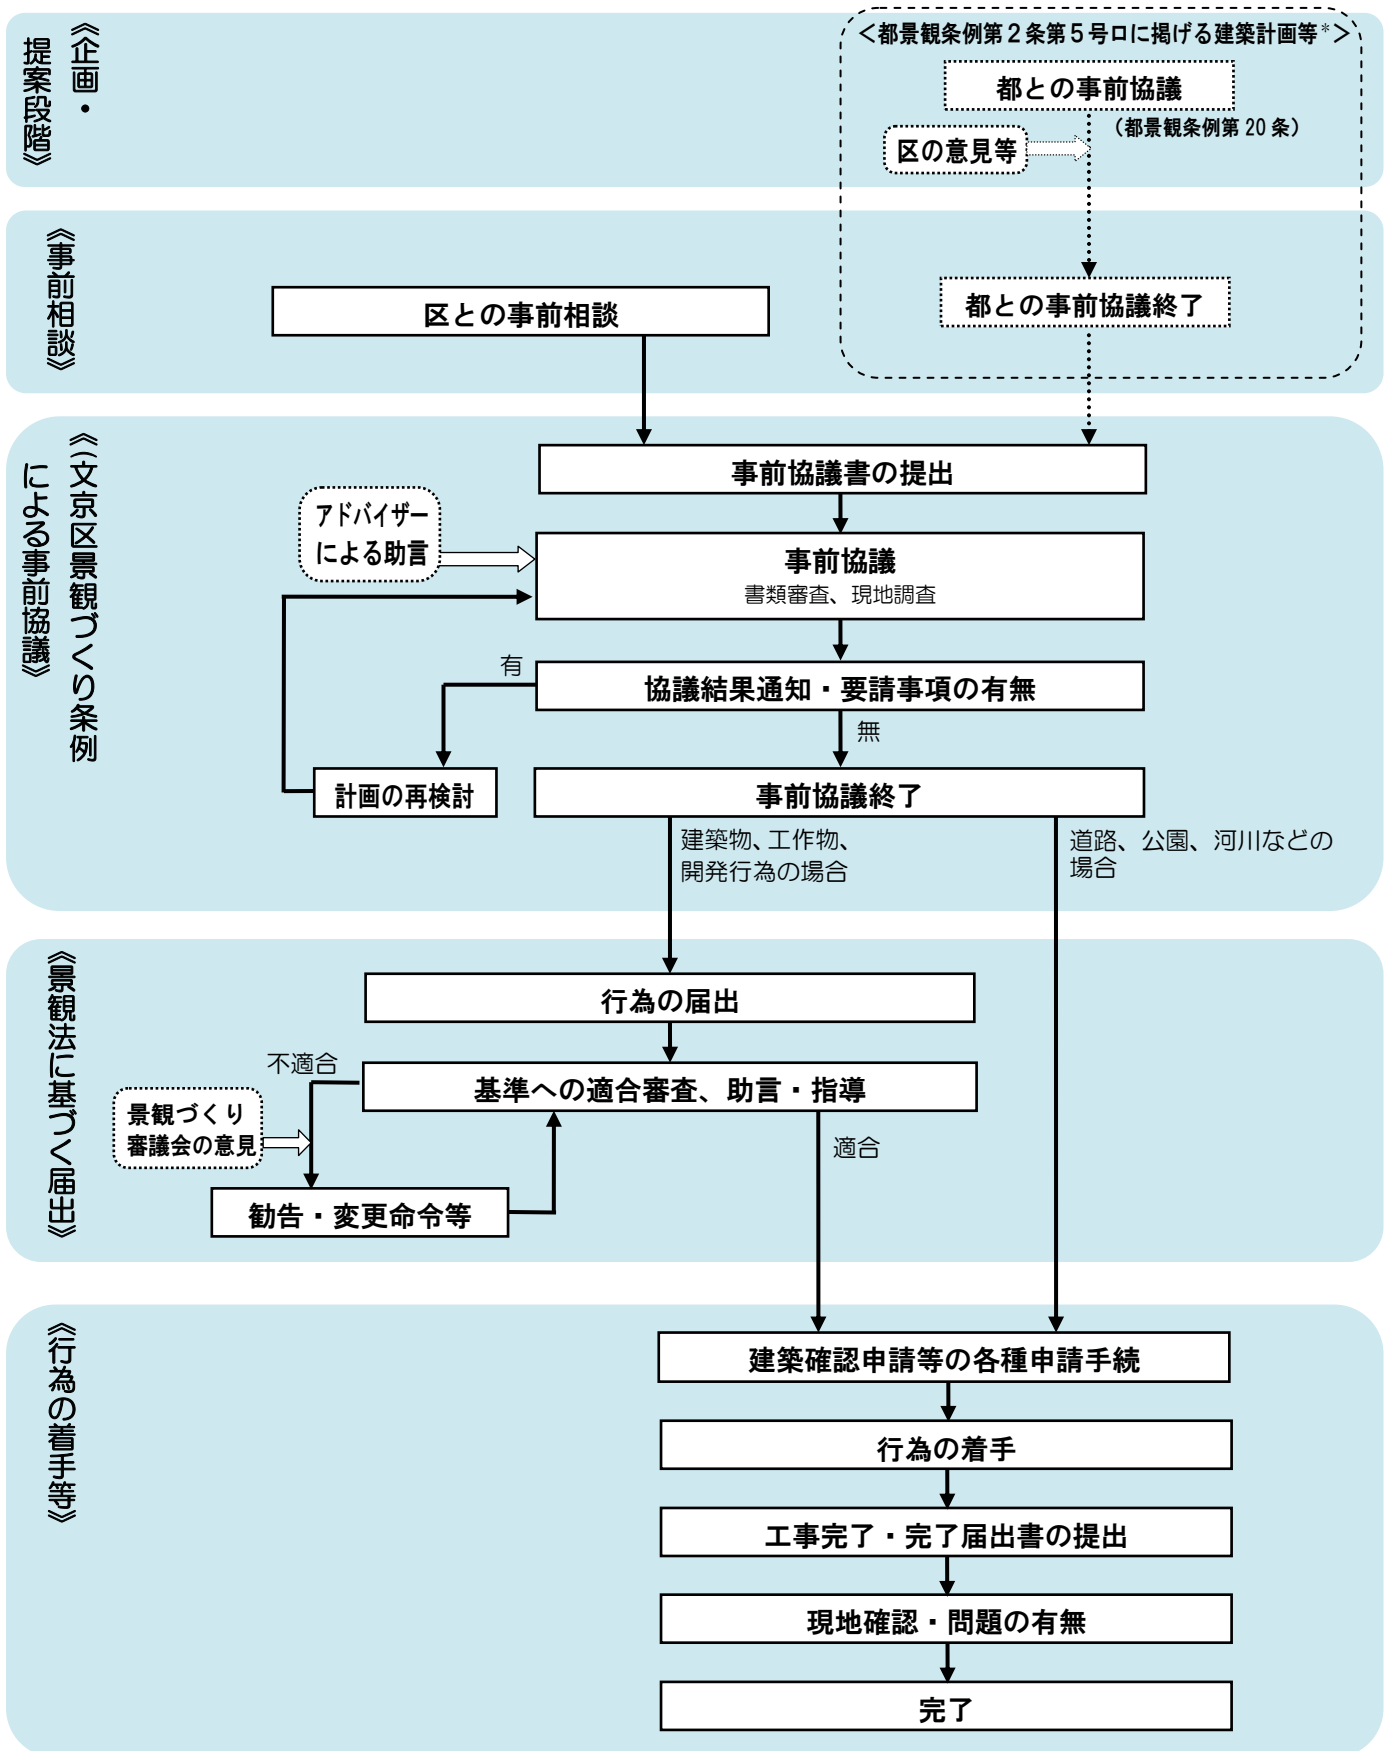 《企画・
提案段階》
＜都景観条例第２条第５号ロに掲げる建築計画等*＞
都との事前協議
（都景観条例第20条）
区の意見等
《事前相談》
区との事前相談
都との事前協議終了
《（文京区景観づくり条例
による事前協議》
事前協議書の提出
アドバイザー
による助言
事前協議
書類審査、現地調査
有
協議結果通知・要請事項の有無
無
計画の再検討
事前協議終了
建築物、工作物、
開発行為の場合
道路、公園、河川などの
場合
《景観法に基づく届出》
行為の届出
不適合
基準への適合審査、助言・指導
景観づくり
審議会の意見
適合
勧告・変更命令等
《行為の着手等》
建築確認申請等の各種申請手続
行為の着手
工事完了・完了届出書の提出
現地確認・問題の有無
完了